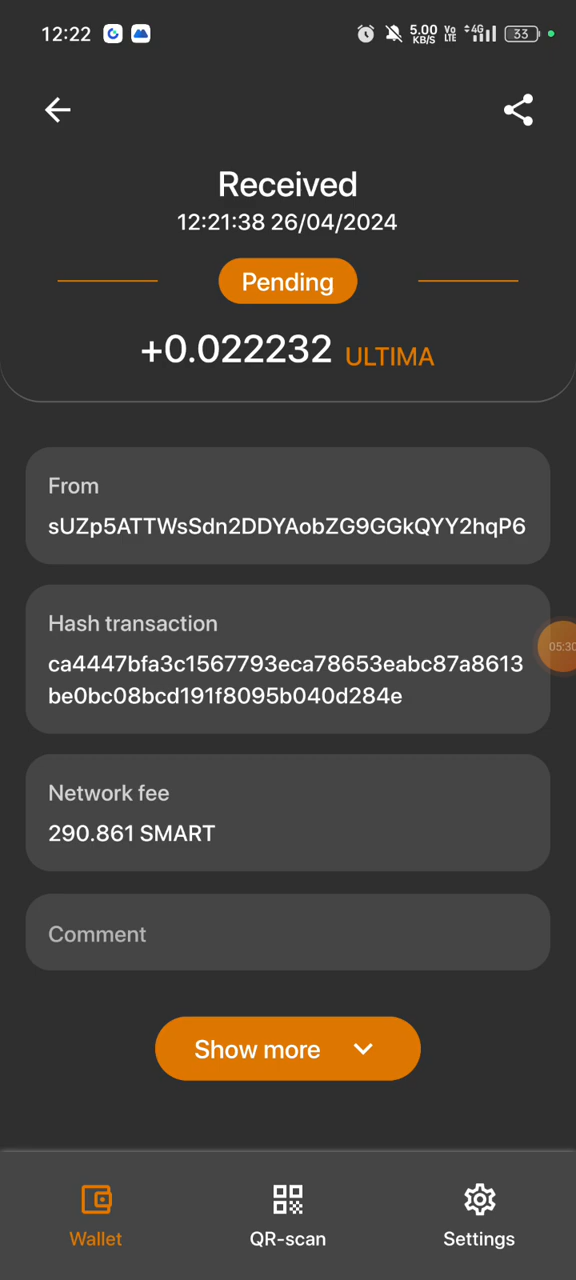 12:22 5.00 KB/S Vo LTE 4G 33
Received
12:21:38 26/04/2024
Pending
+0.022232 ULTIMA
From
sUZp5ATTWsSdn2DDYAobZG9GGkQYY2hqP6
Hash transaction
ca4447bfa3c1567793eca78653eabc87a8613
be0bc08bcd191f8095b040d284e
05:30
Network fee
290.861 SMART
Comment
Show more
Wallet QR-scan Settings